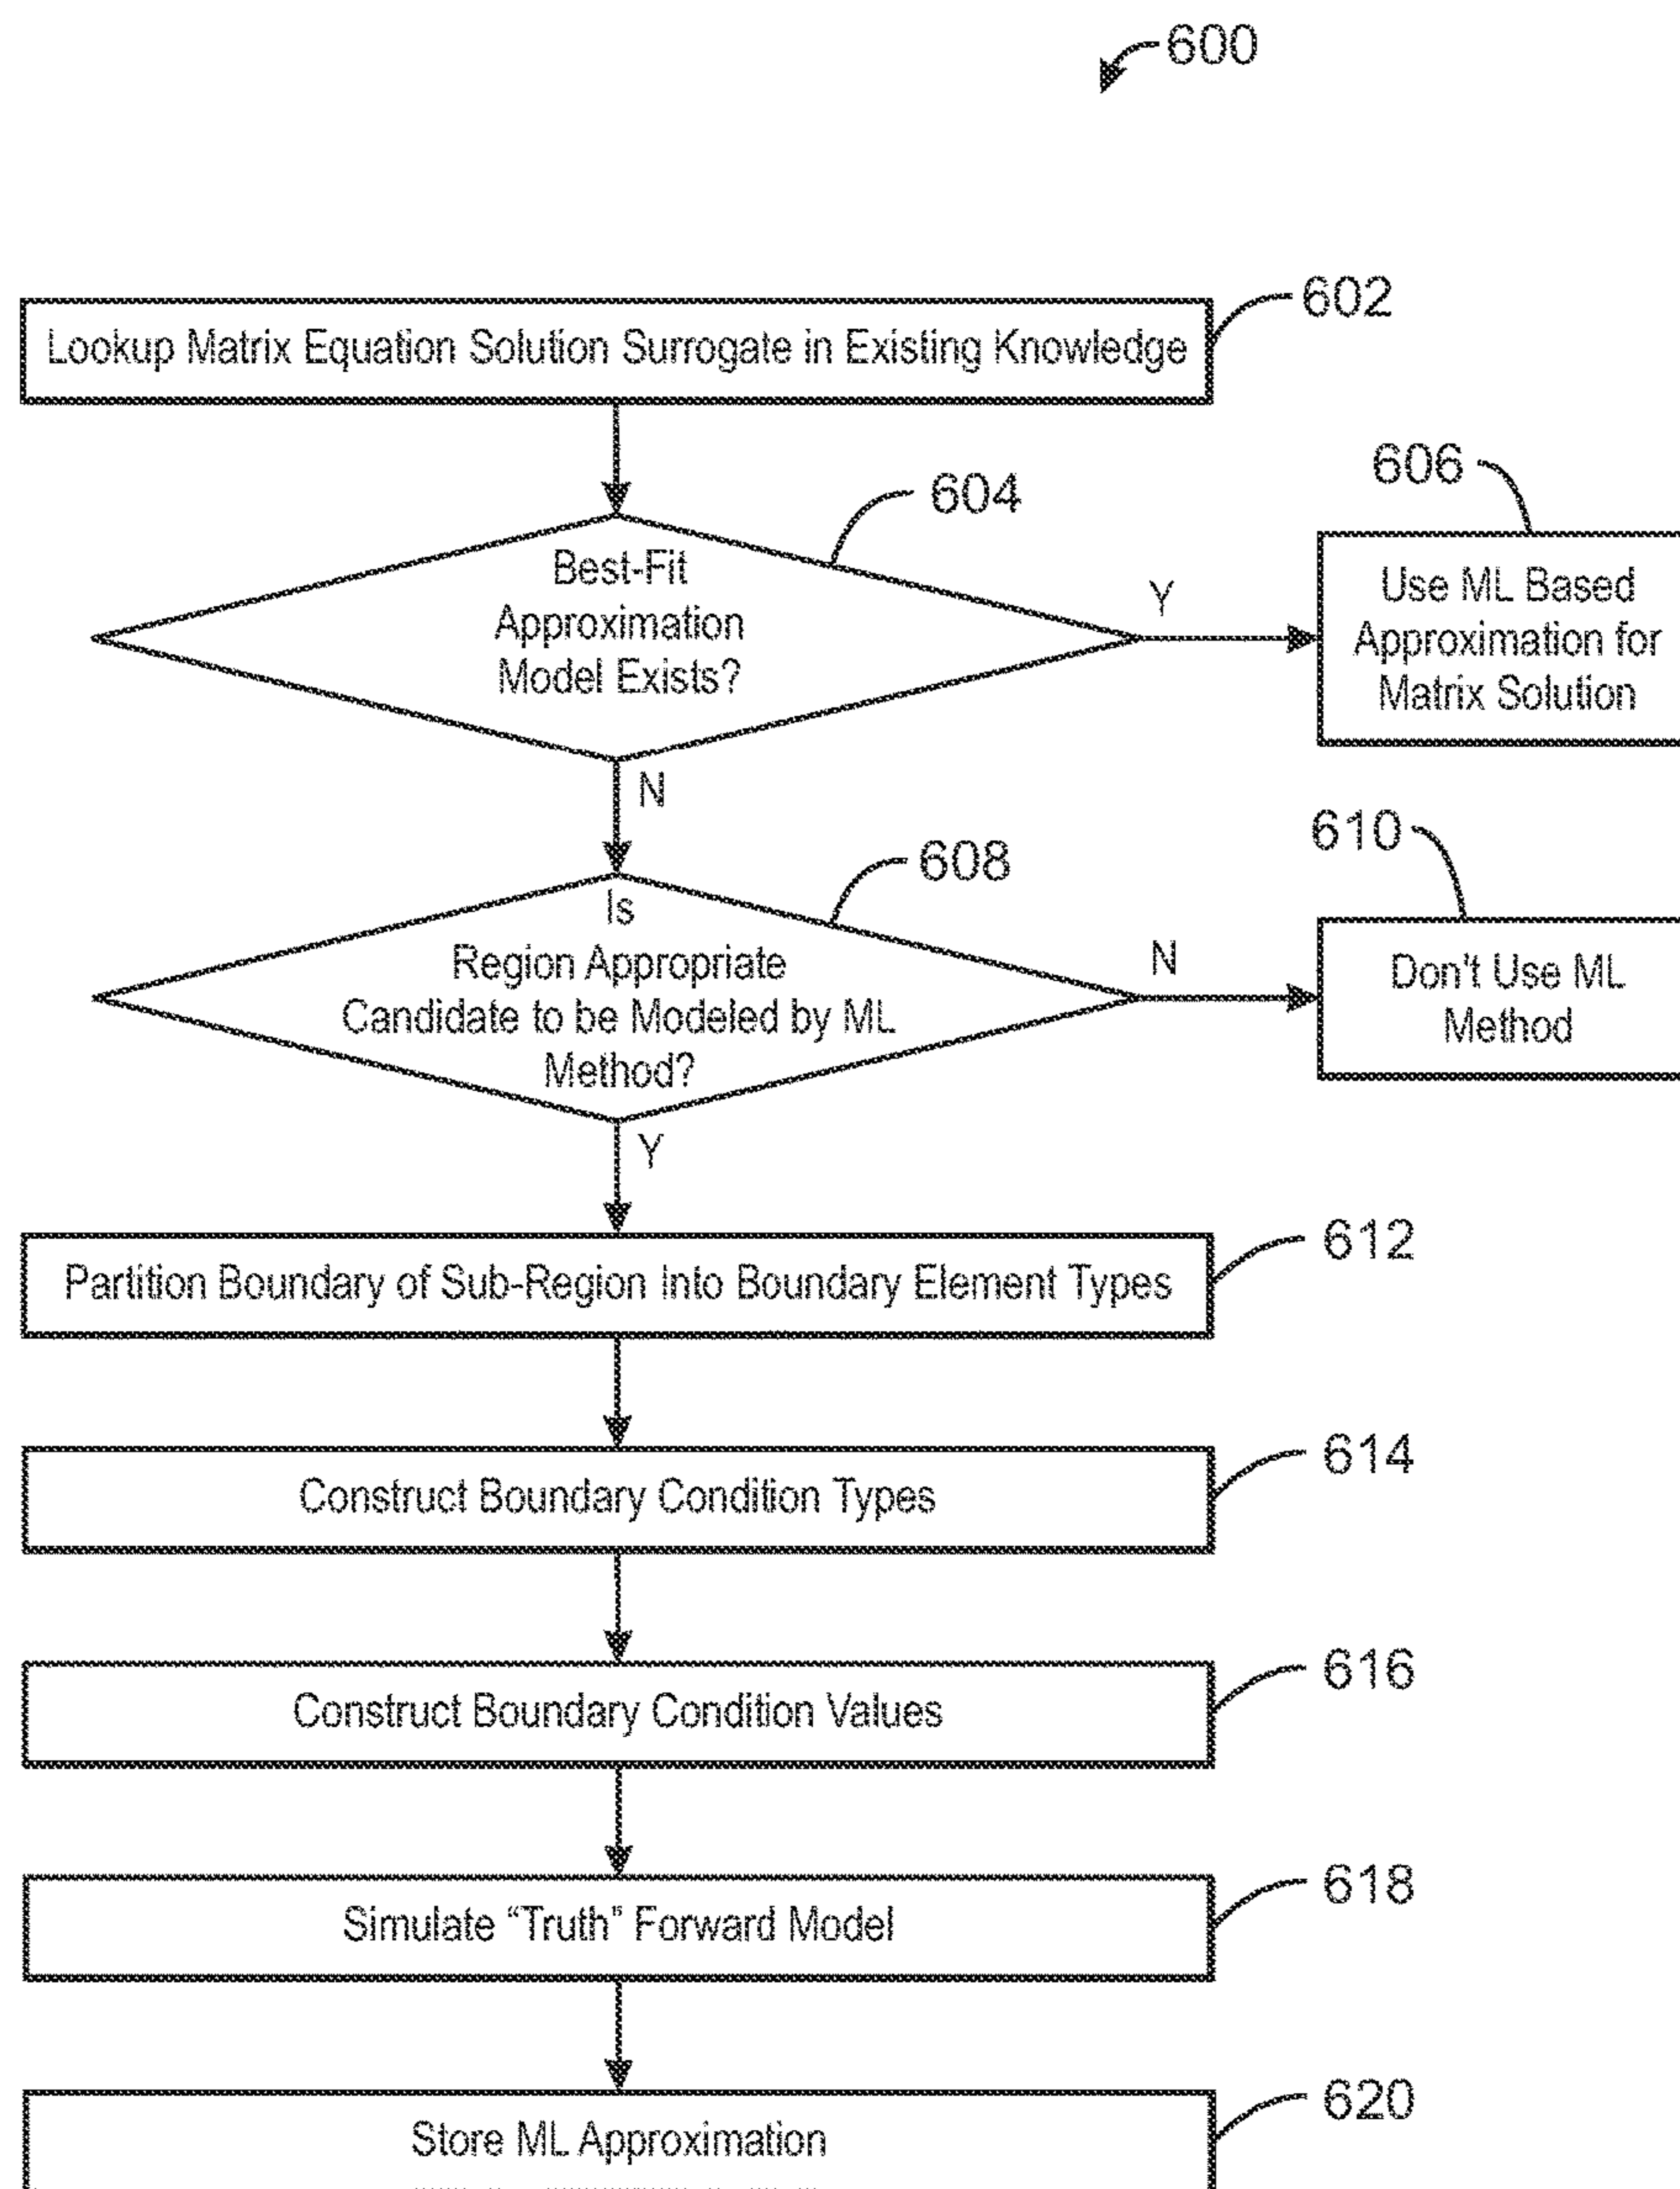 600
602
Lookup Matrix Equation Solution Surrogate in Existing Knowledge
604
606
Best-Fit
Approximation
Model Exists?
Y
Use ML Based
Approximation for
Matrix Solution
N
608
610
Is
Region Appropriate
Candidate to be Modeled by ML
Method?
N
Don't Use ML
Method
Y
612
Partition Boundary of Sub-Region Into Boundary Element Types
614
Construct Boundary Condition Types
616
Construct Boundary Condition Values
618
Simulate “Truth” Forward Model
620
Store ML Approximation